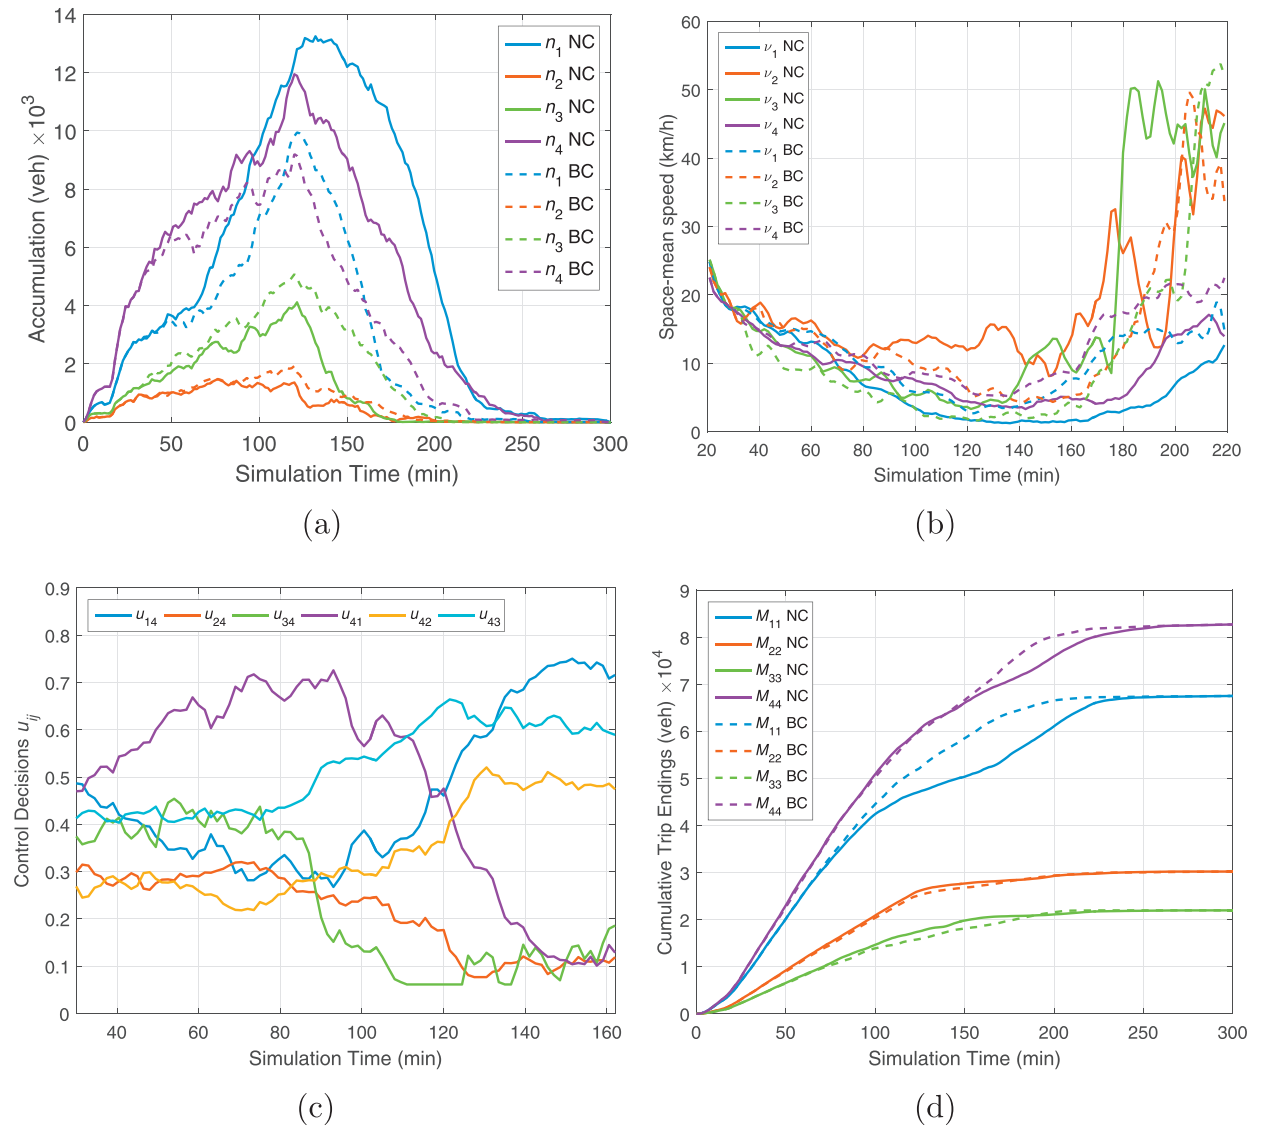 14
12
10
8
6
4
2
0
Accumulation (veh) ×10³
0 50 100 150 200 250 300
Simulation Time (min)
n₁ NC
n₂ NC
n₃ NC
n₄ NC
n₁ BC
n₂ BC
n₃ BC
n₄ BC
(a)
60
50
40
30
20
10
0
Space-mean speed (km/h)
20 40 60 80 100 120 140 160 180 200 220
Simulation Time (min)
ν₁ NC
ν₂ NC
ν₃ NC
ν₄ NC
ν₁ BC
ν₂ BC
ν₃ BC
ν₄ BC
(b)
0.9
0.8
0.7
0.6
0.5
0.4
0.3
0.2
0.1
0
Control Decisions uᵢⱼ
40 60 80 100 120 140 160
Simulation Time (min)
u₁₄ u₂₄ u₃₄ u₄₁ u₄₂ u₄₃
(c)
9
8
7
6
5
4
3
2
1
0
Cumulative Trip Endings (veh) ×10⁴
0 50 100 150 200 250 300
Simulation Time (min)
M₁₁ NC
M₂₂ NC
M₃₃ NC
M₄₄ NC
M₁₁ BC
M₂₂ BC
M₃₃ BC
M₄₄ BC
(d)